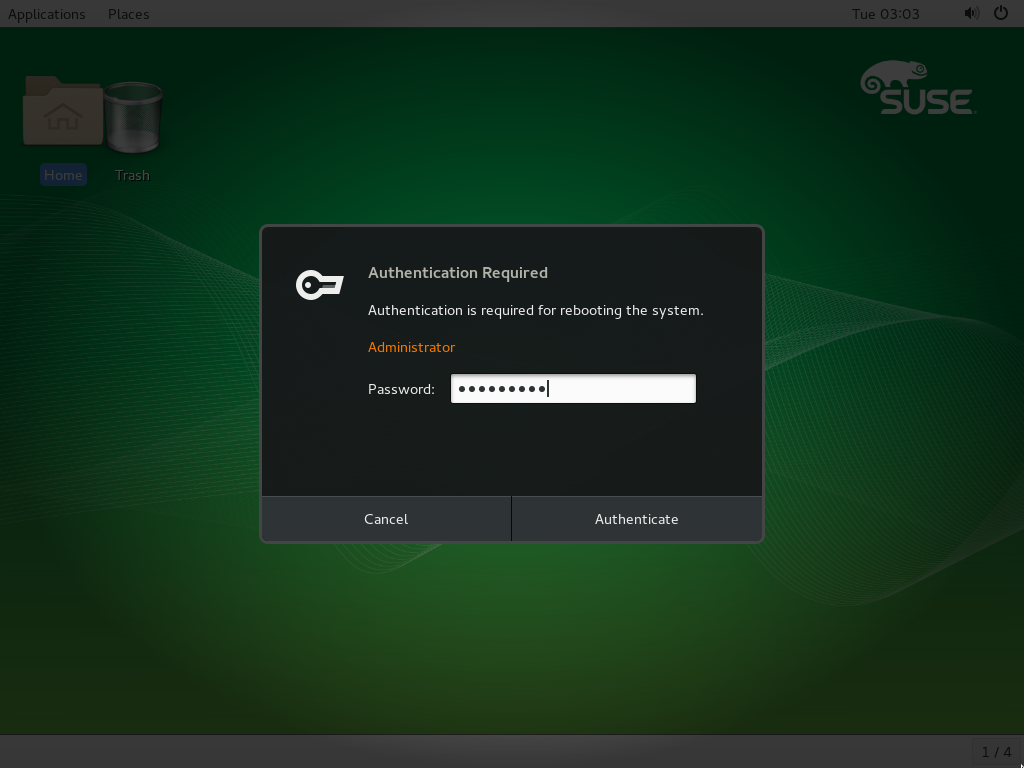 Applications Places Tue 03:03
SUSE
Home Trash
Authentication Required
Authentication is required for rebooting the system.
Administrator
Password: •••••••••
Cancel Authenticate
1 / 4